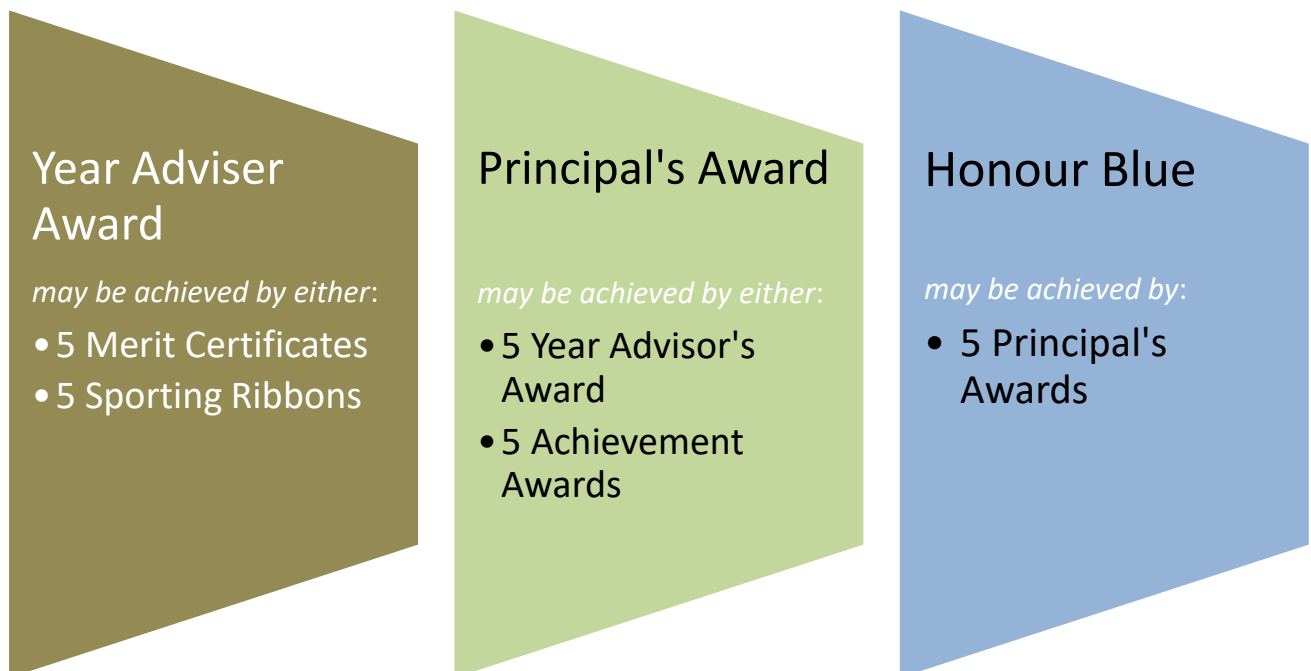 Year Adviser
Award
may be achieved by either:
• 5 Merit Certificates
• 5 Sporting Ribbons
Principal's Award
may be achieved by either:
• 5 Year Advisor's
Award
• 5 Achievement
Awards
Honour Blue
may be achieved by:
• 5 Principal's
Awards